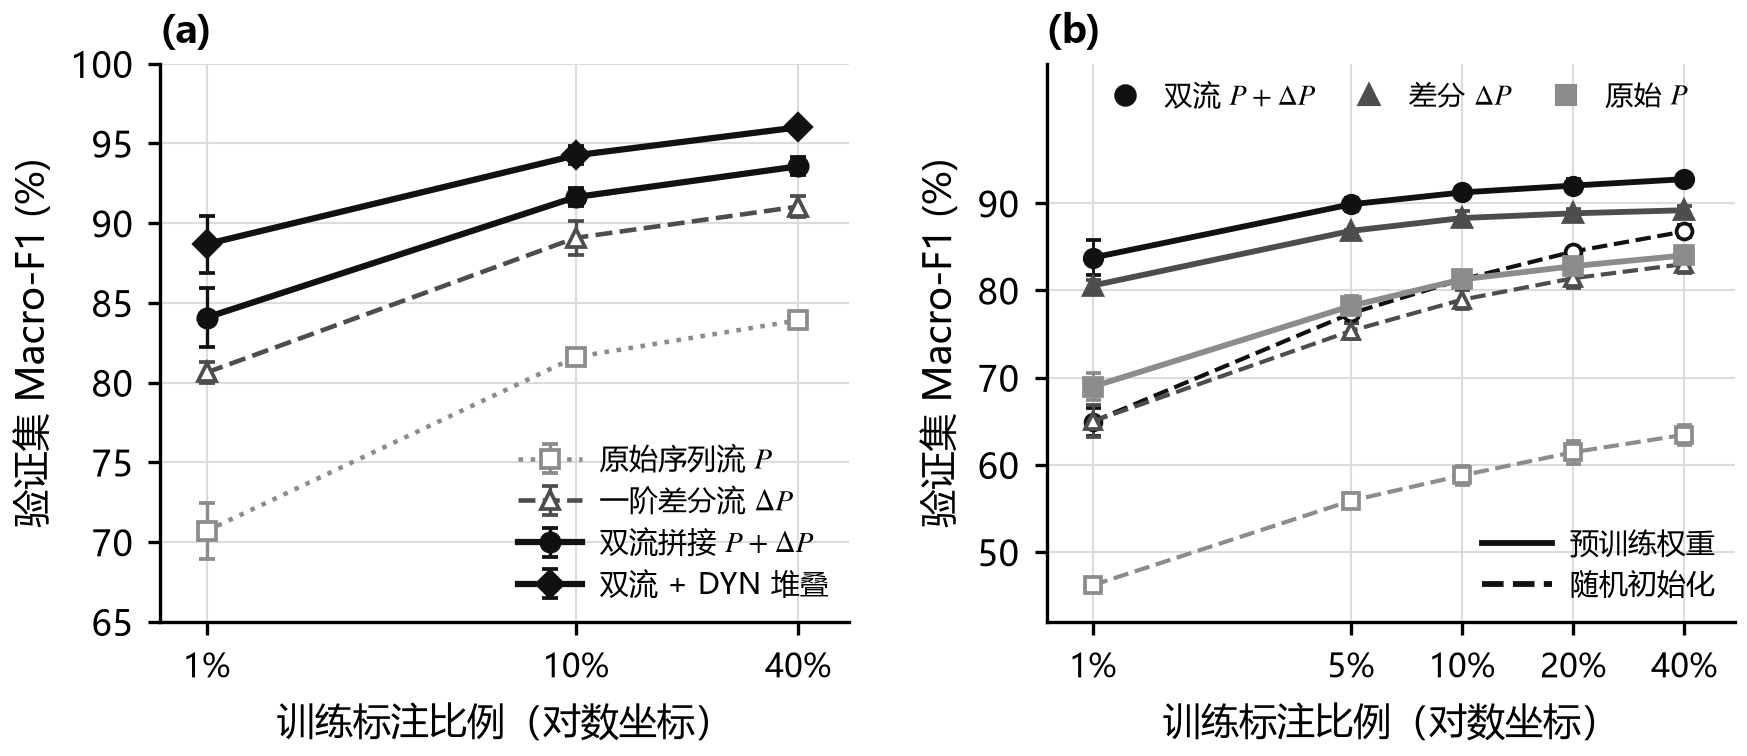 (a)
验证集 Macro-F1 (%)
100
95
90
85
80
75
70
65
原始序列流 P
一阶差分流 ΔP
双流拼接 P + ΔP
双流 + DYN 堆叠
1%
10%
40%
训练标注比例（对数坐标）
(b)
验证集 Macro-F1 (%)
双流 P + ΔP 差分 ΔP 原始 P
90
80
70
60
50
预训练权重
随机初始化
1%
5%
10%
20%
40%
训练标注比例（对数坐标）